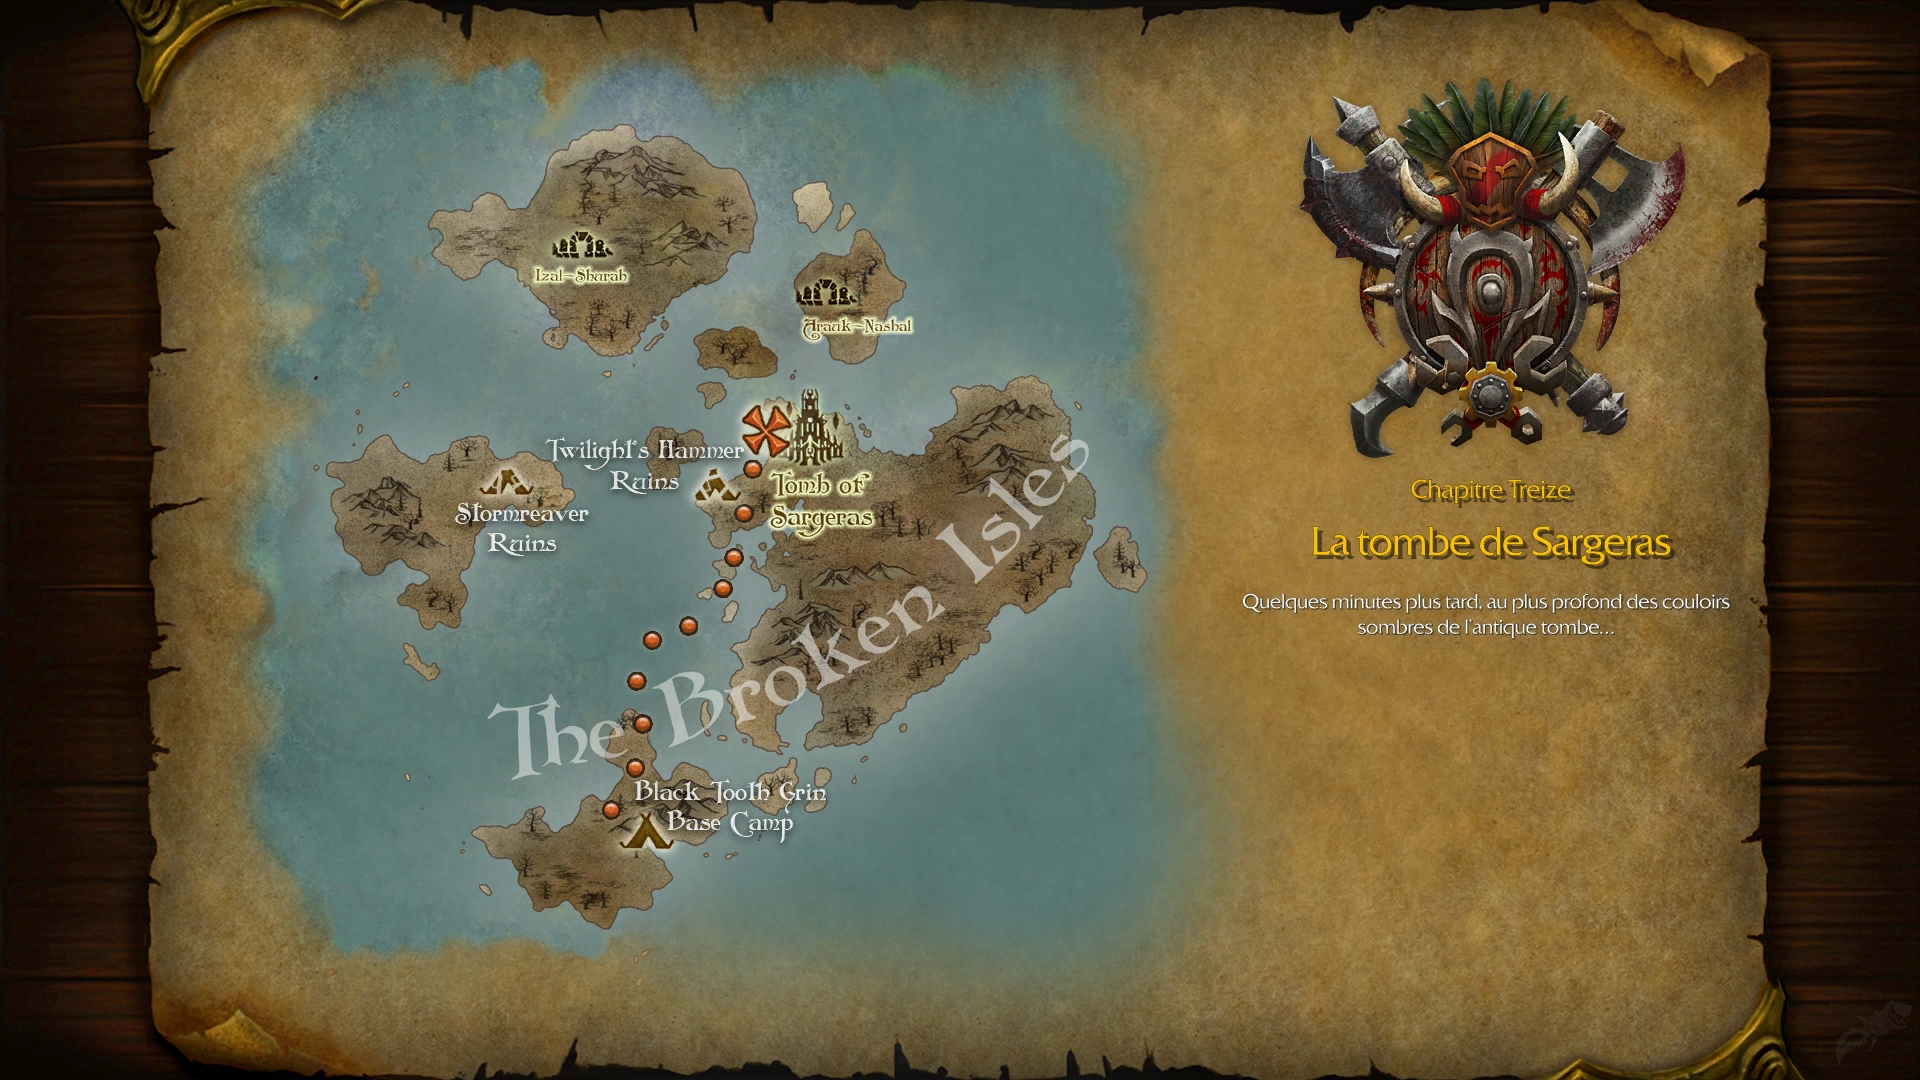 Izal-Shurah
Arauk-Nashal
Twilight's Hammer
Ruins
Tomb of
Sargeras
Stormreaver
Ruins
The Broken Isles
Black Tooth Grin
Base Camp
Chapitre Treize
La tombe de Sargeras
Quelques minutes plus tard, au plus profond des couloirs
sombres de l'antique tombe...